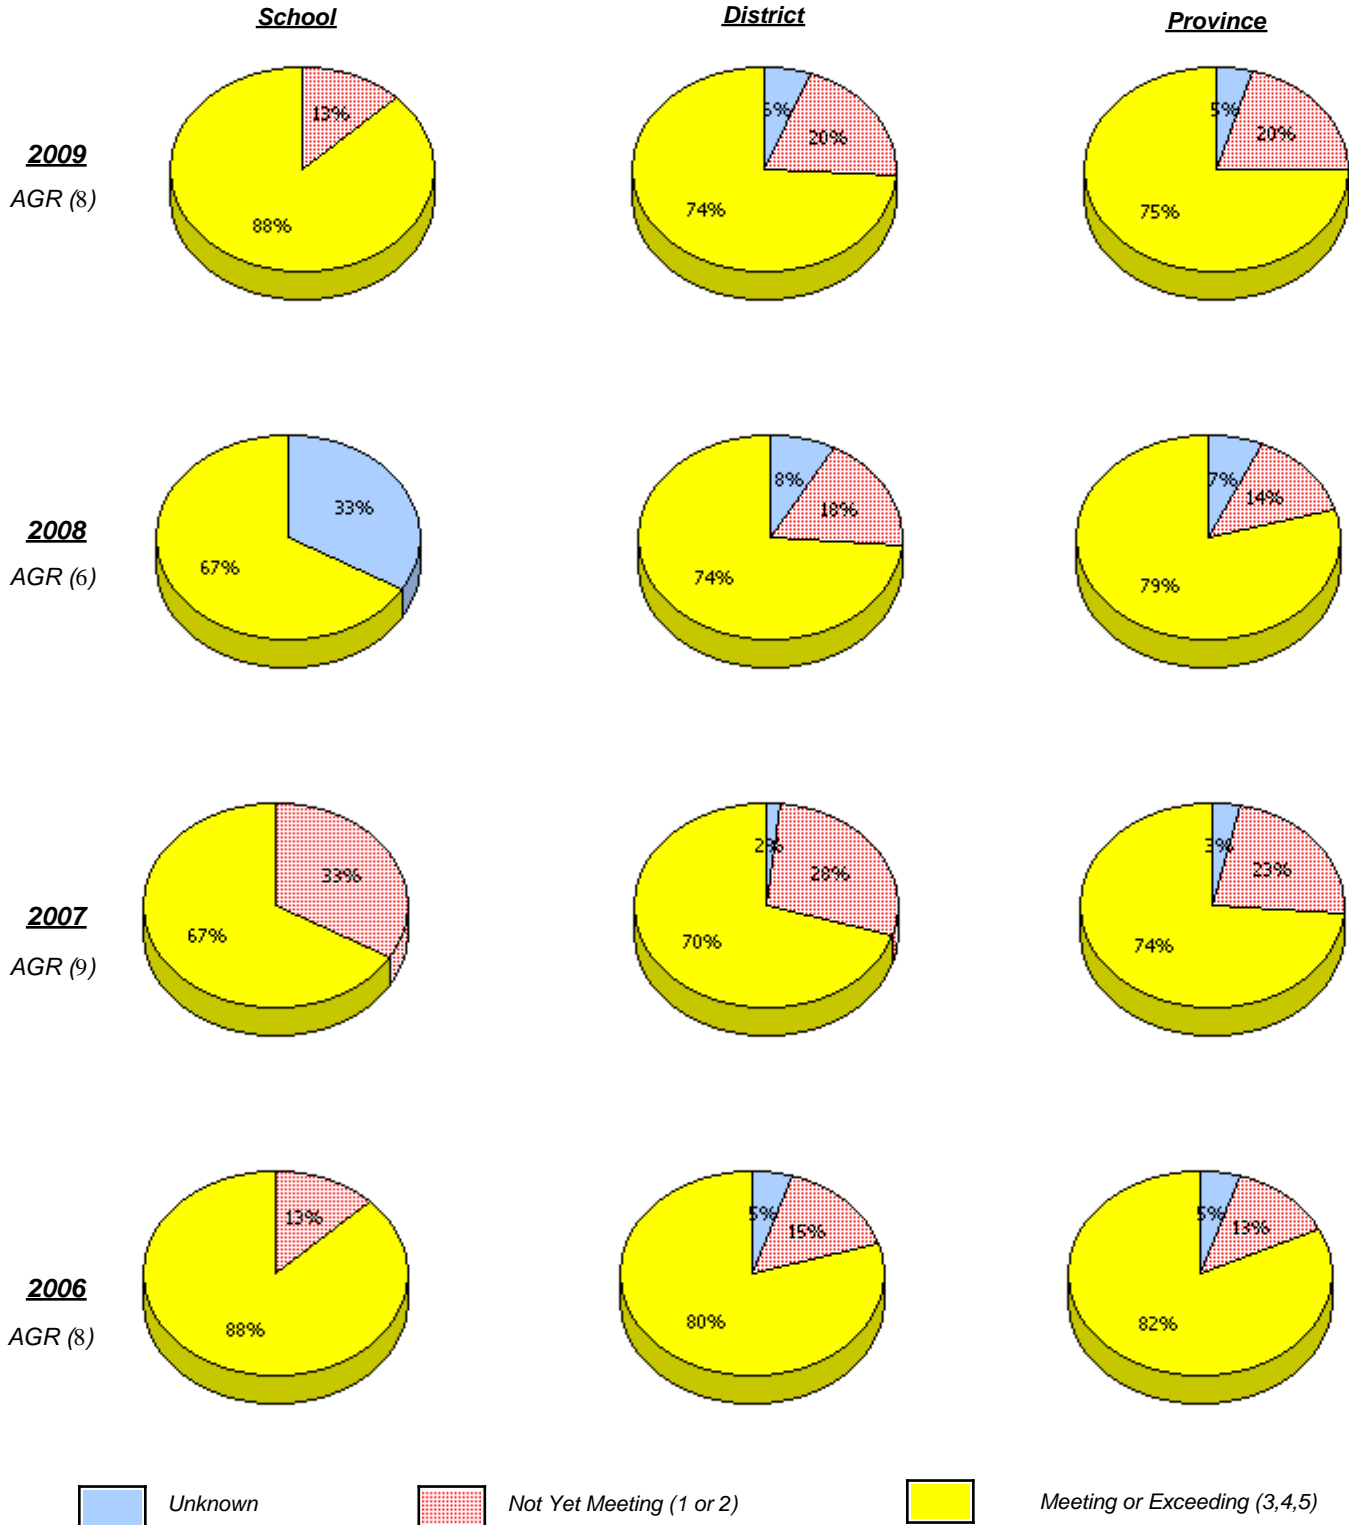 School District Province
13% 6% 20% 5% 20%
2009
AGR (8)
88% 74% 75%
33% 8% 18% 7% 14%
2008
AGR (6)
67% 74% 79%
33% 2% 28% 3% 23%
2007
AGR (9)
67% 70% 74%
13% 5% 15% 5% 13%
2006
AGR (8)
88% 80% 82%
Unknown Not Yet Meeting (1 or 2) Meeting or Exceeding (3,4,5)